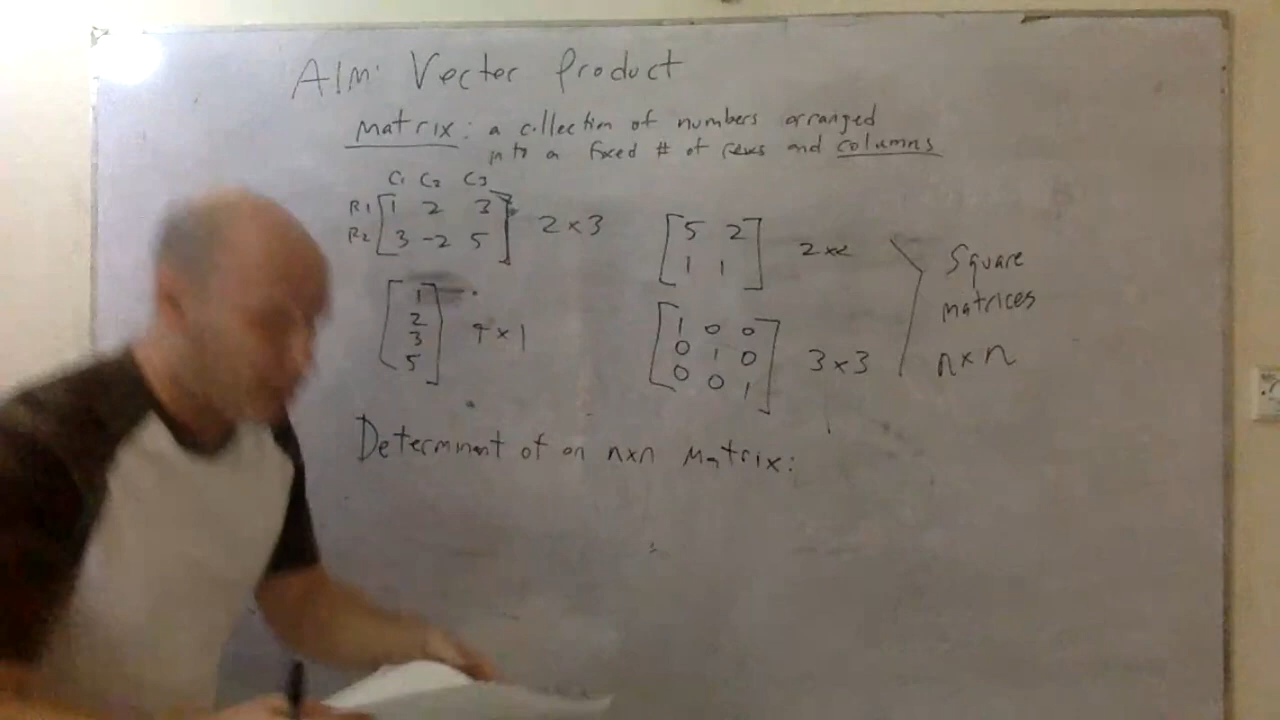 AIM: Vector Product
Matrix: a collection of numbers arranged
into a fixed # of rows and columns
C1 C2 C3
R1 [1 2 3]
R2 [3 -2 5]
2 x 3
[5 2]
[1 1]
2x2
[1]
[2]
[3]
[5]
4 x 1
[1 0 0]
[0 1 0]
[0 0 1]
3 x 3
Square
matrices
n x n
Determinant of an nxn Matrix: